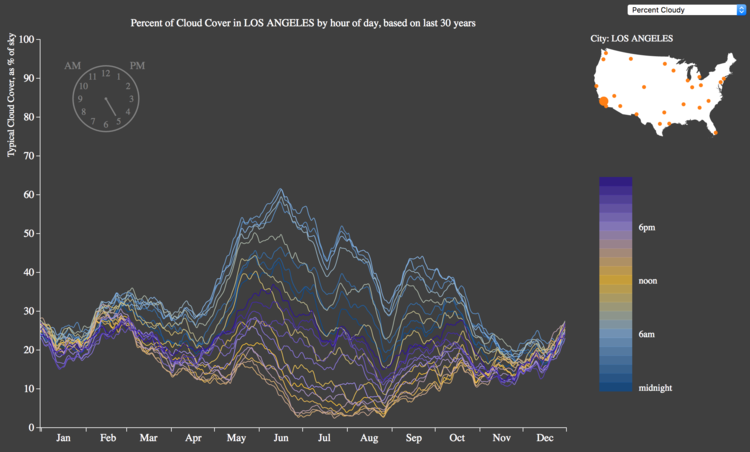 Percent Cloudy
Percent of Cloud Cover in LOS ANGELES by hour of day, based on last 30 years
City: LOS ANGELES
Typical Cloud Cover, as % of sky
100
90
80
70
60
50
40
30
20
10
0
AM
PM
12
1
2
3
4
5
6
7
8
9
10
11
6pm
noon
6am
midnight
Jan Feb Mar Apr May Jun Jul Aug Sep Oct Nov Dec